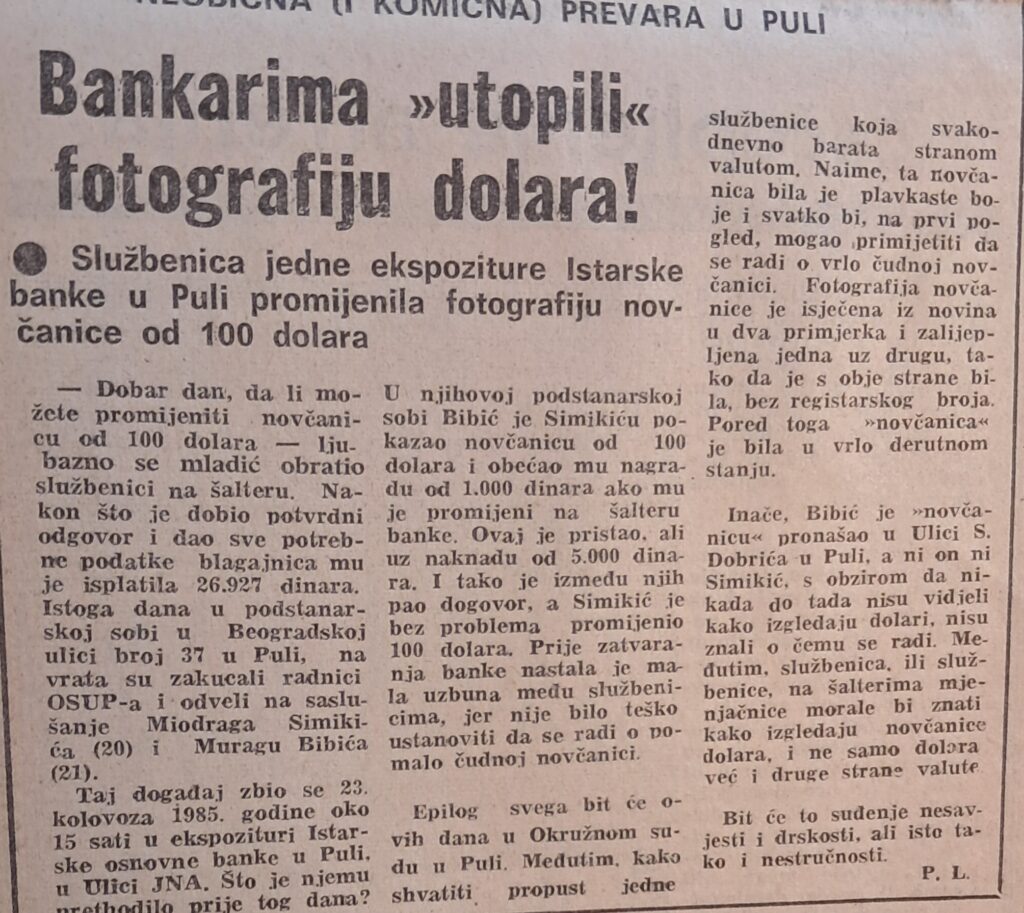 NEOBIČNA (I KOMIČNA) PREVARA U PULI
Bankarima »utopili«
fotografiju dolara!
● Službenica jedne ekspoziture Istarske
banke u Puli promijenila fotografiju nov-
čanice od 100 dolara
— Dobar dan, da li mo-
žete promijeniti novčani-
cu od 100 dolara — lju-
bazno se mladić obratio
službenici na šalteru. Na-
kon što je dobio potvrdni
odgovor i dao sve potreb-
ne podatke blagajnica mu
je isplatila 26.927 dinara.
Istoga dana u podstanar-
skoj sobi u Beogradskoj
ulici broj 37 u Puli, na
vrata su zakucali radnici
OSUP-a i odveli na saslu-
šanje Miodraga Simiki-
ća (20) i Muragu Bibića
(21).
Taj događaj zbio se 23.
kolovoza 1985. godine oko
15 sati u ekspozituri Istar-
ske osnovne banke u Puli,
u Ulici JNA. Što je njemu
prethodilo prije tog dana?
U njihovoj podstanarskoj
sobi Bibić je Simikiću po-
kazao novčanicu od 100
dolara i obećao mu nagra-
du od 1.000 dinara ako mu
je promijeni na šalteru
banke. Ovaj je pristao, ali
uz naknadu od 5.000 dina-
ra. I tako je između njih
pao dogovor, a Simikić je
bez problema promijenio
100 dolara. Prije zatvara-
nja banke nastala je ma-
la uzbuna među službeni-
cima, jer nije bilo teško
ustanoviti da se radi o po-
malo čudnoj novčanici.
Epilog svega bit će o-
vih dana u Okružnom su-
du u Puli. Međutim, kako
shvatiti propust jedne
službenice koja svako-
dnevno barata stranom
valutom. Naime, ta novča-
nica bila je plavkaste bo-
je i svatko bi, na prvi po-
gled, mogao primijetiti da
se radi o vrlo čudnoj nov-
čanici. Fotografija novča-
nice je isječena iz novina
u dva primjerka i zalijep-
ljena jedna uz drugu, ta-
ko da je s obje strane bi-
la, bez registarskog broja.
Pored toga »novčanica«
je bila u vrlo derutnom
stanju.
Inače, Bibić je »novča-
nicu« pronašao u Ulici S.
Dobrića u Puli, a ni on ni
Simikić, s obzirom da ni-
kada do tada nisu vidjeli
kako izgledaju dolari, nisu
znali o čemu se radi. Me-
đutim, službenica, ili služ-
benice, na šalterima mje-
njačnice morale bi znati
kako izgledaju novčanice
dolara, i ne samo dolara
već i druge strane valute
Bit će to suđenje nesav-
jesti i drskosti, ali isto ta-
ko i nestručnosti.
P. L.